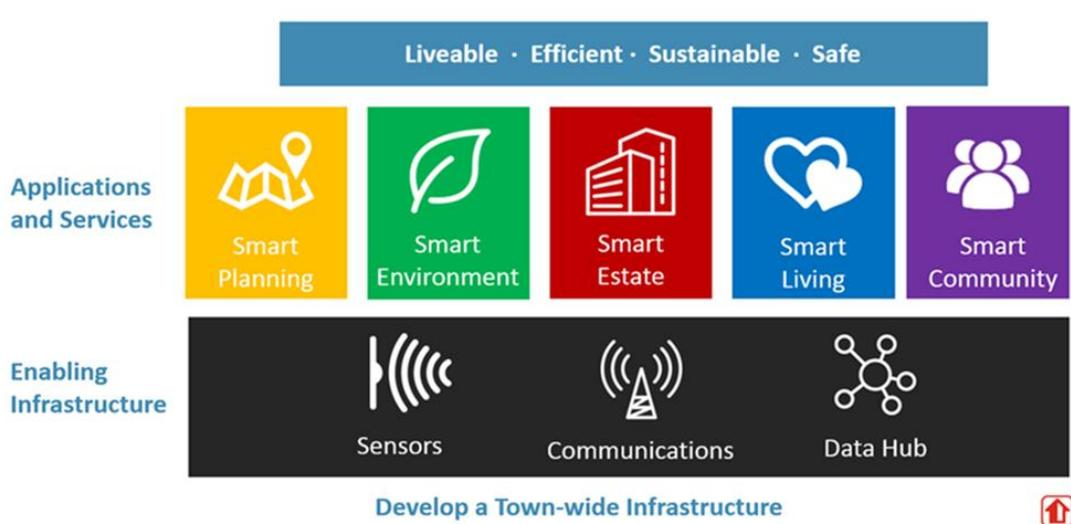 Liveable · Efficient · Sustainable · Safe
Applications
and Services
Smart
Planning
Smart
Environment
Smart
Estate
Smart
Living
Smart
Community
Enabling
Infrastructure
Sensors
Communications
Data Hub
Develop a Town-wide Infrastructure